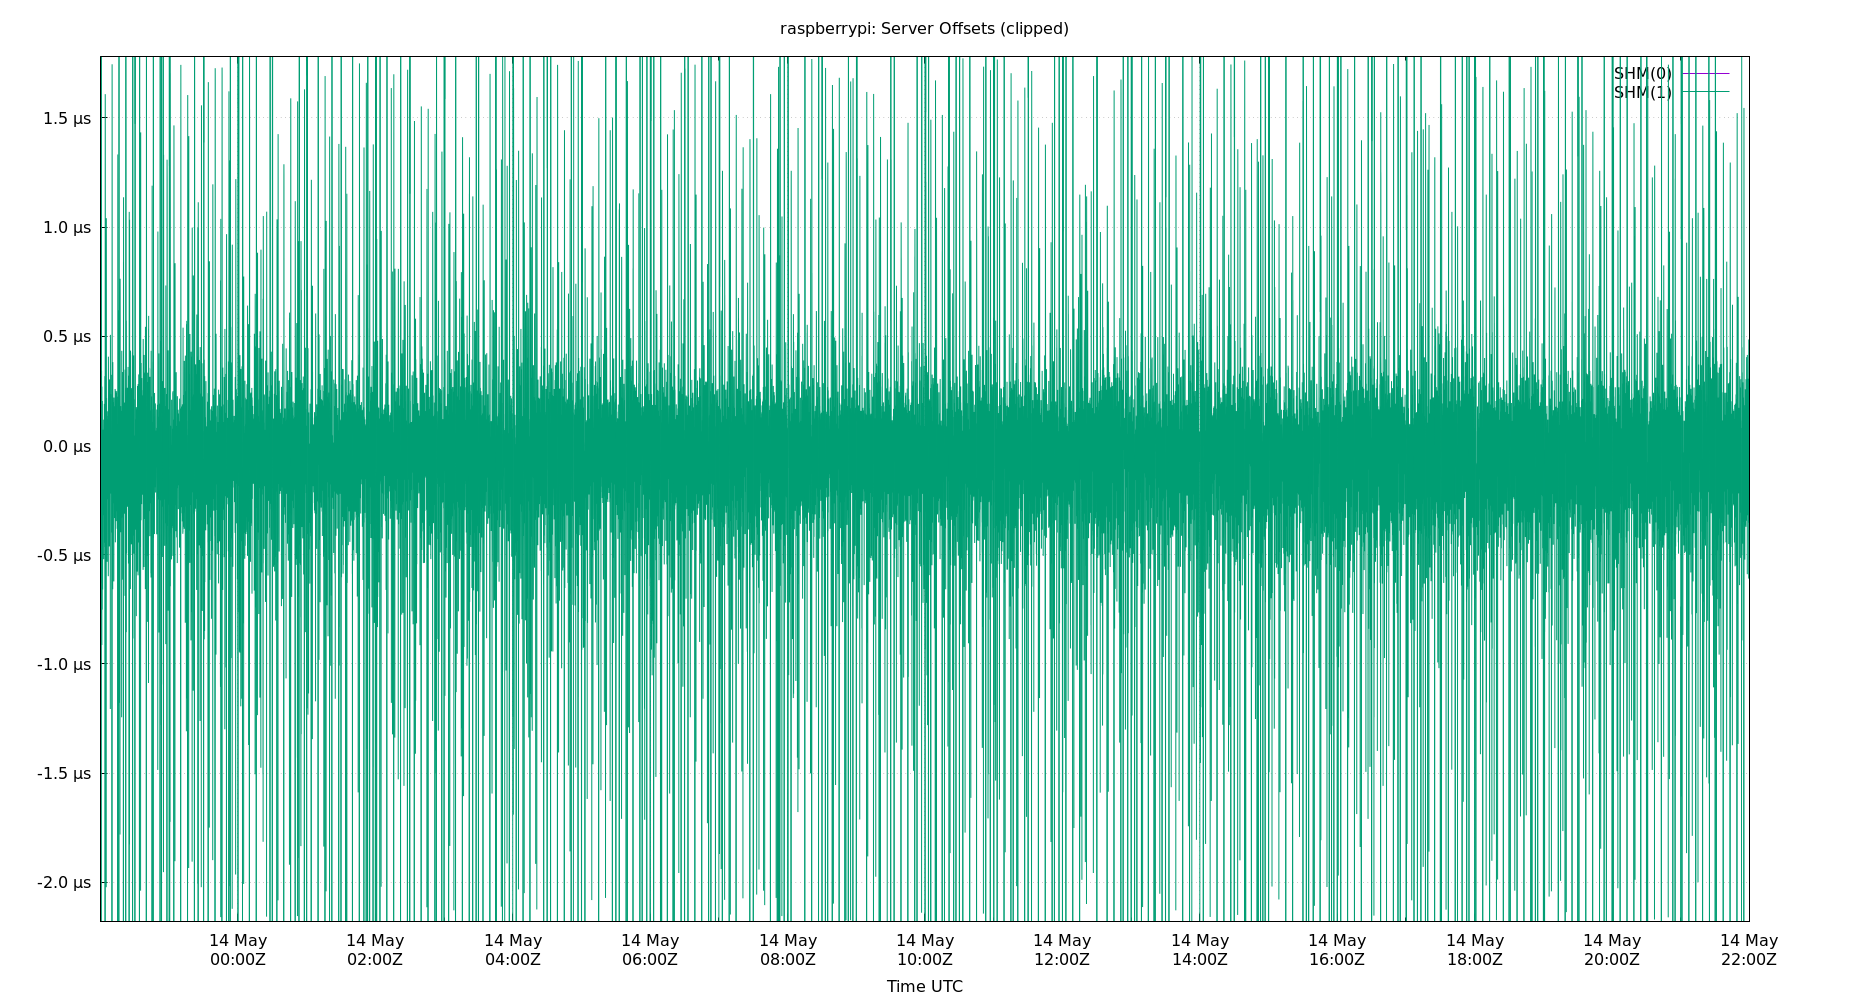 raspberrypi: Server Offsets (clipped)
SHM(0)
SHM(1)
1.5 µs
1.0 µs
0.5 µs
0.0 µs
-0.5 µs
-1.0 µs
-1.5 µs
-2.0 µs
14 May 14 May 14 May 14 May 14 May 14 May 14 May 14 May 14 May 14 May 14 May 14 May
00:00Z 02:00Z 04:00Z 06:00Z 08:00Z 10:00Z 12:00Z 14:00Z 16:00Z 18:00Z 20:00Z 22:00Z
Time UTC